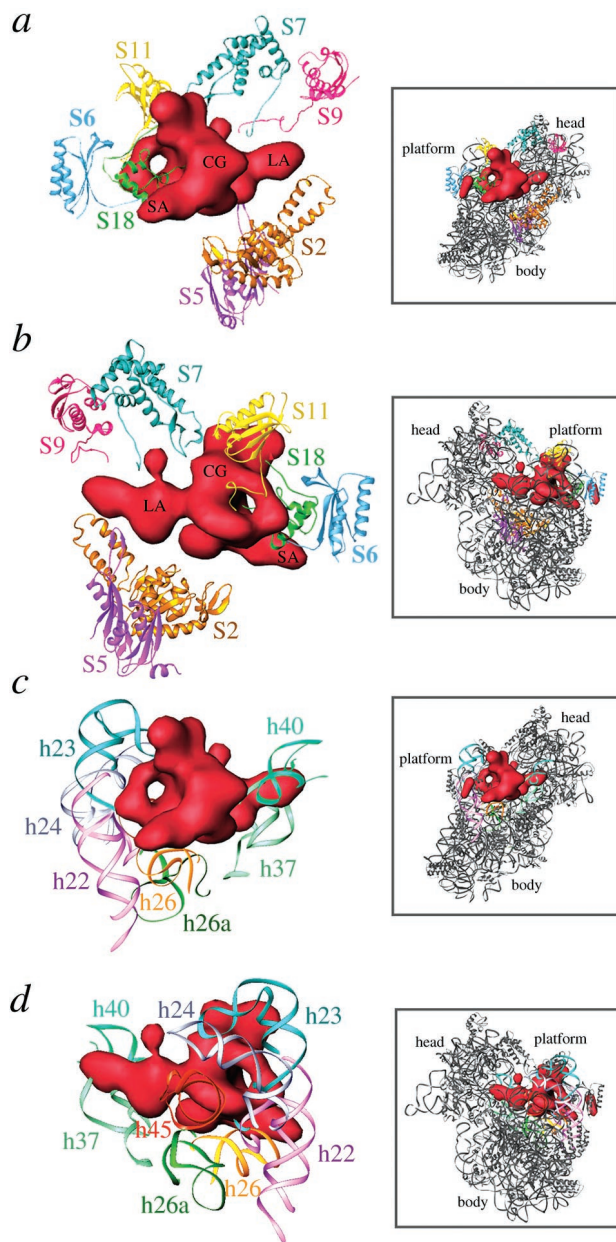 a
S7
S11
S9
S6
CG
LA
SA
S18
S2
S5
head
platform
body
b
S7
S11
S9
CG
S18
LA
S6
SA
S2
S5
head
platform
body
c
h40
h23
h24
h37
h22
h26
h26a
head
platform
body
d
h40
h24
h23
h37
h45
h22
h26
h26a
head
platform
body